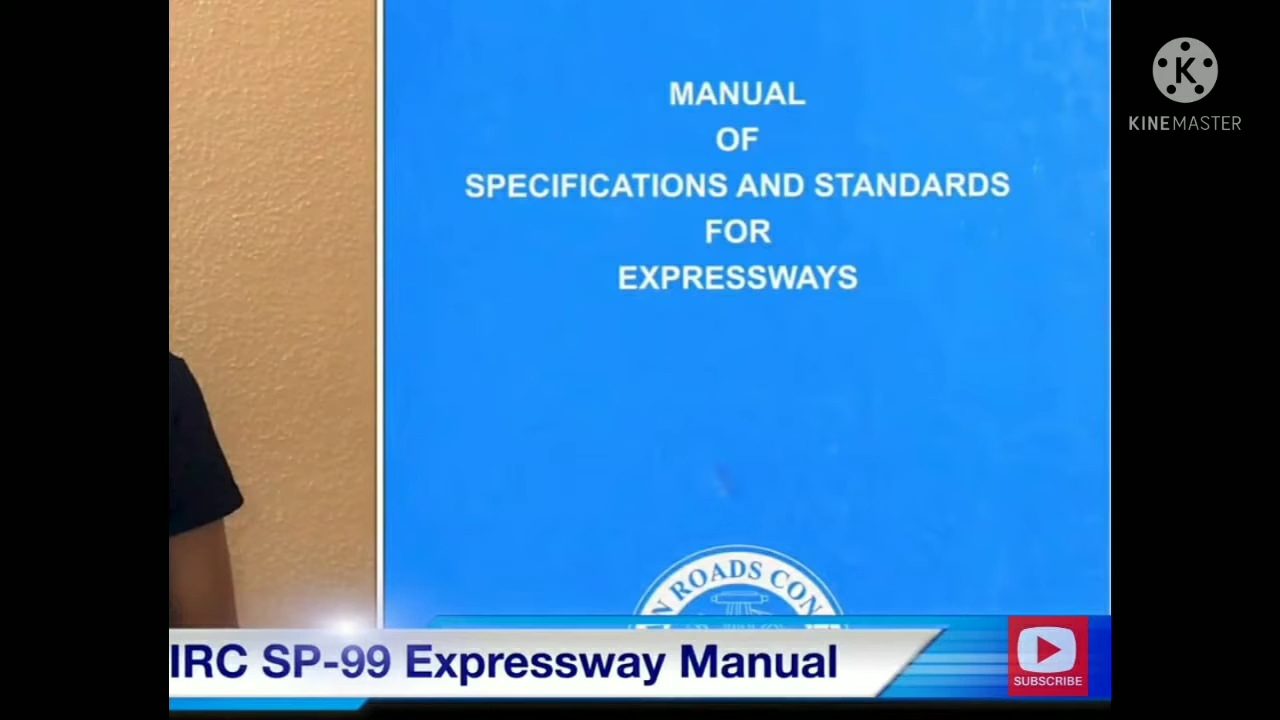 MANUAL
OF
SPECIFICATIONS AND STANDARDS
FOR
EXPRESSWAYS
KINEMASTER
N ROADS CON
IRC SP-99 Expressway Manual
SUBSCRIBE